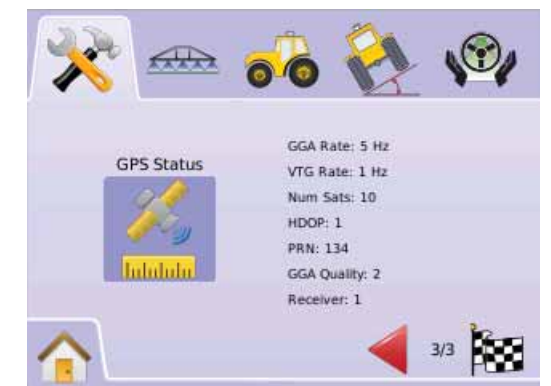 GPS Status
GGA Rate: 5 Hz
VTG Rate: 1 Hz
Num Sats: 10
HDOP: 1
PRN: 134
GGA Quality: 2
Receiver: 1
3/3